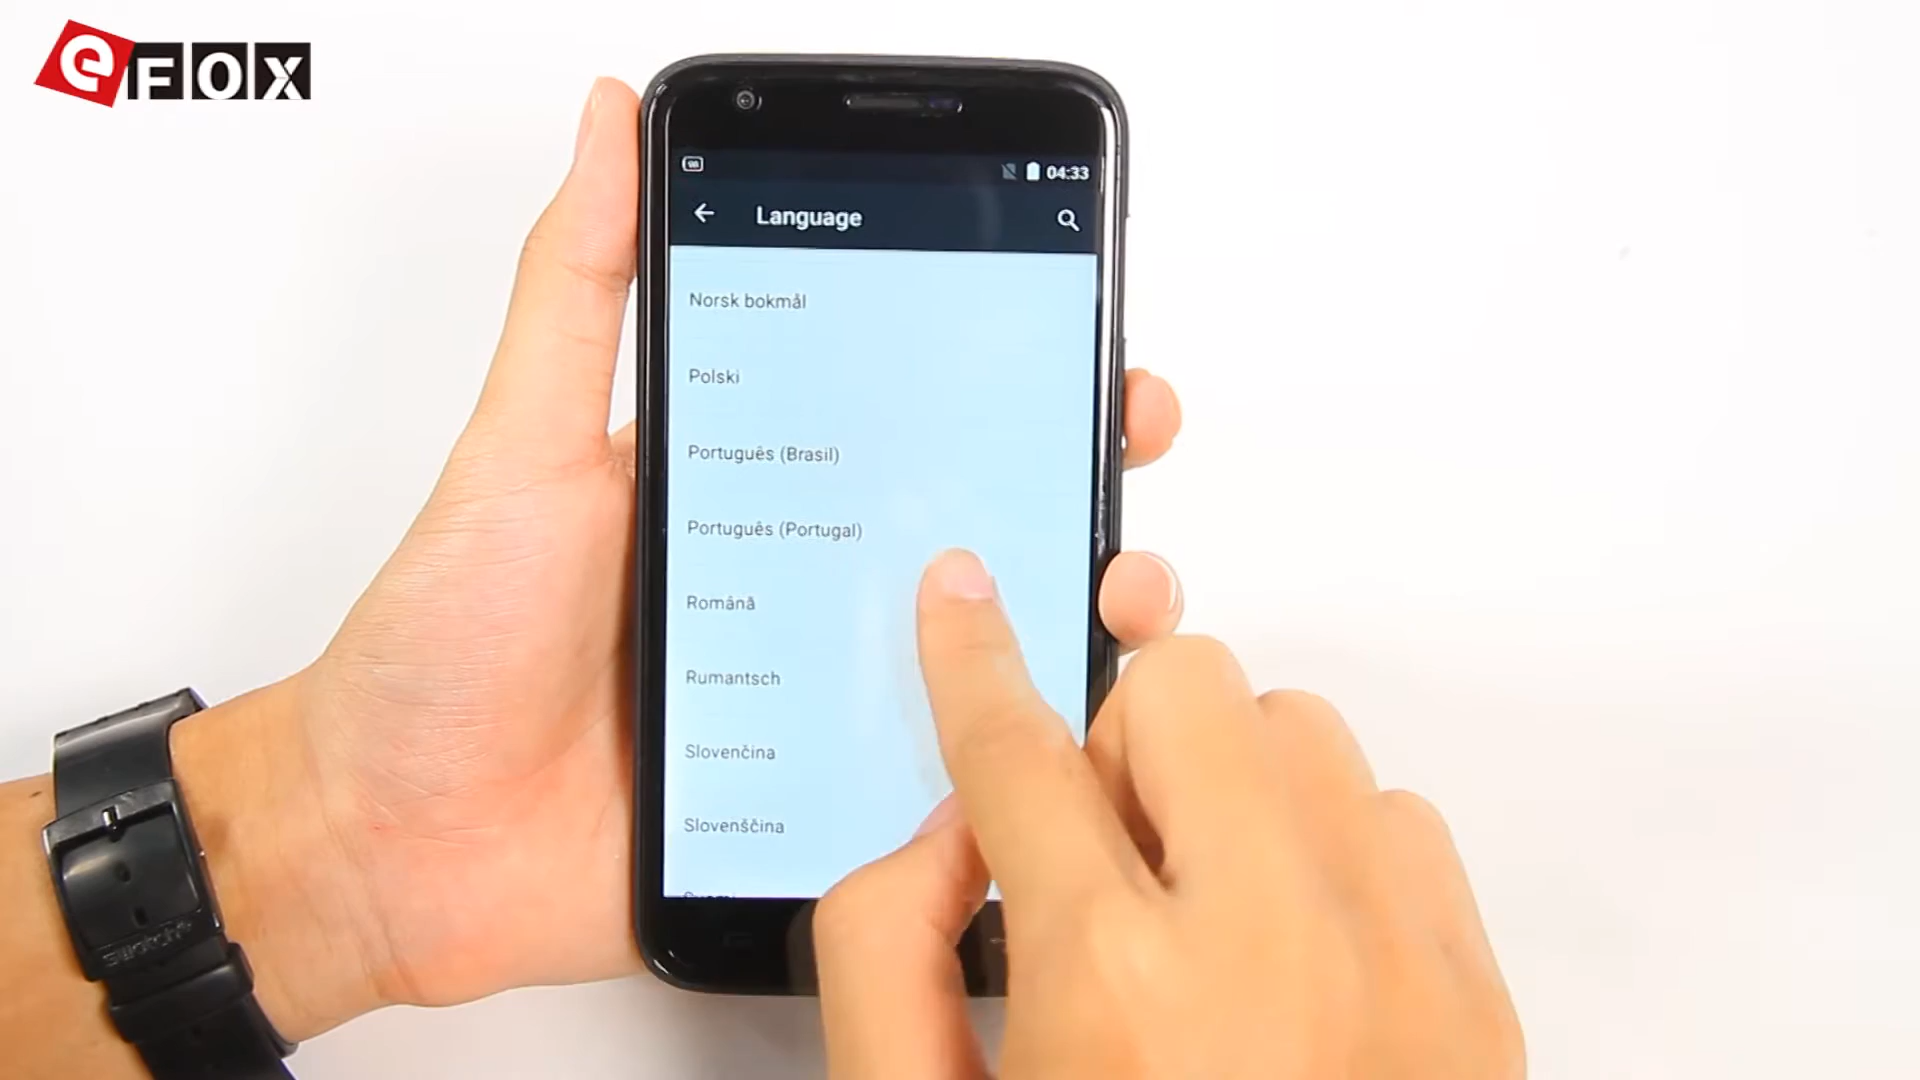 eFOX
04:33
Language
Norsk bokmål
Polski
Português (Brasil)
Português (Portugal)
Română
Rumantsch
Slovenčina
Slovenščina